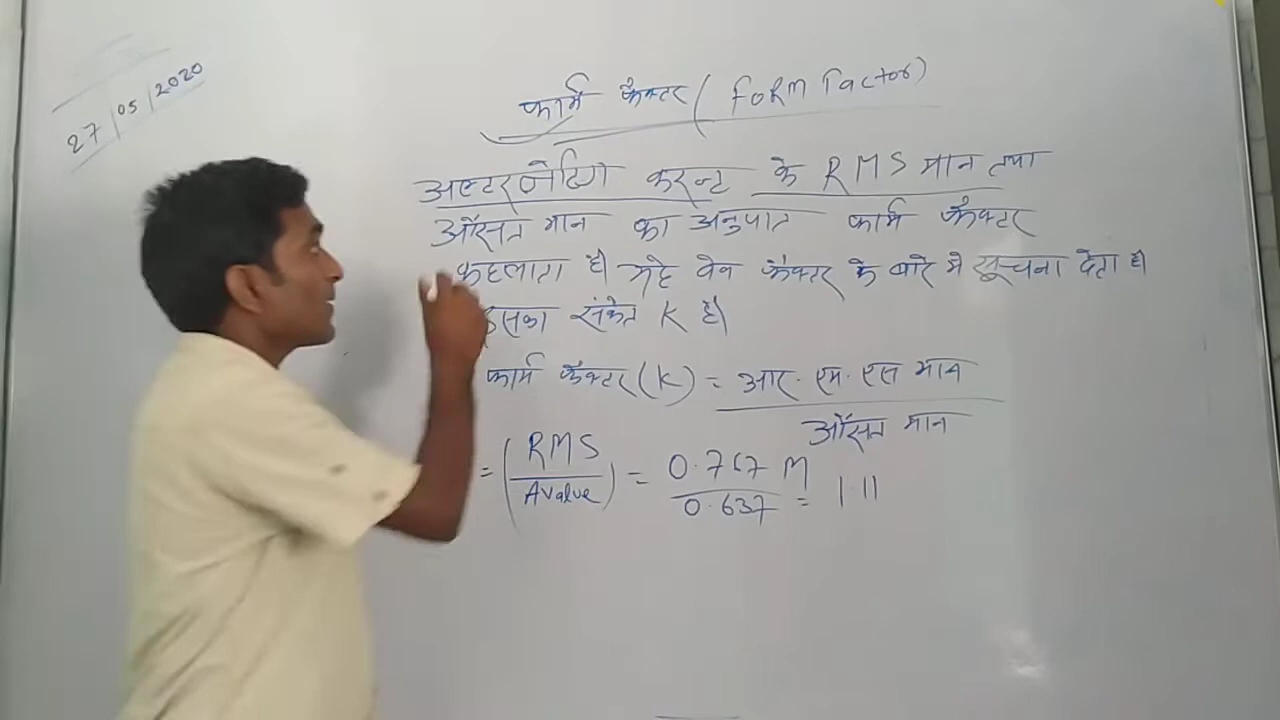 27/05/2020
फार्म फैक्टर (FORM Factor)
अल्टरनेटिंग करन्ट के RMS मान तथा
औसत मान का अनुपात फार्म फैक्टर
कहलाता है। यह वेव फैक्टर के बारे मे सूचना देता है।
इसका संकेत K है।
फार्म फैक्टर (K) = आर. एम. एस मान / औसत मान
= (RMS / Avalue) = 0.767 M / 0.637 = 1.11